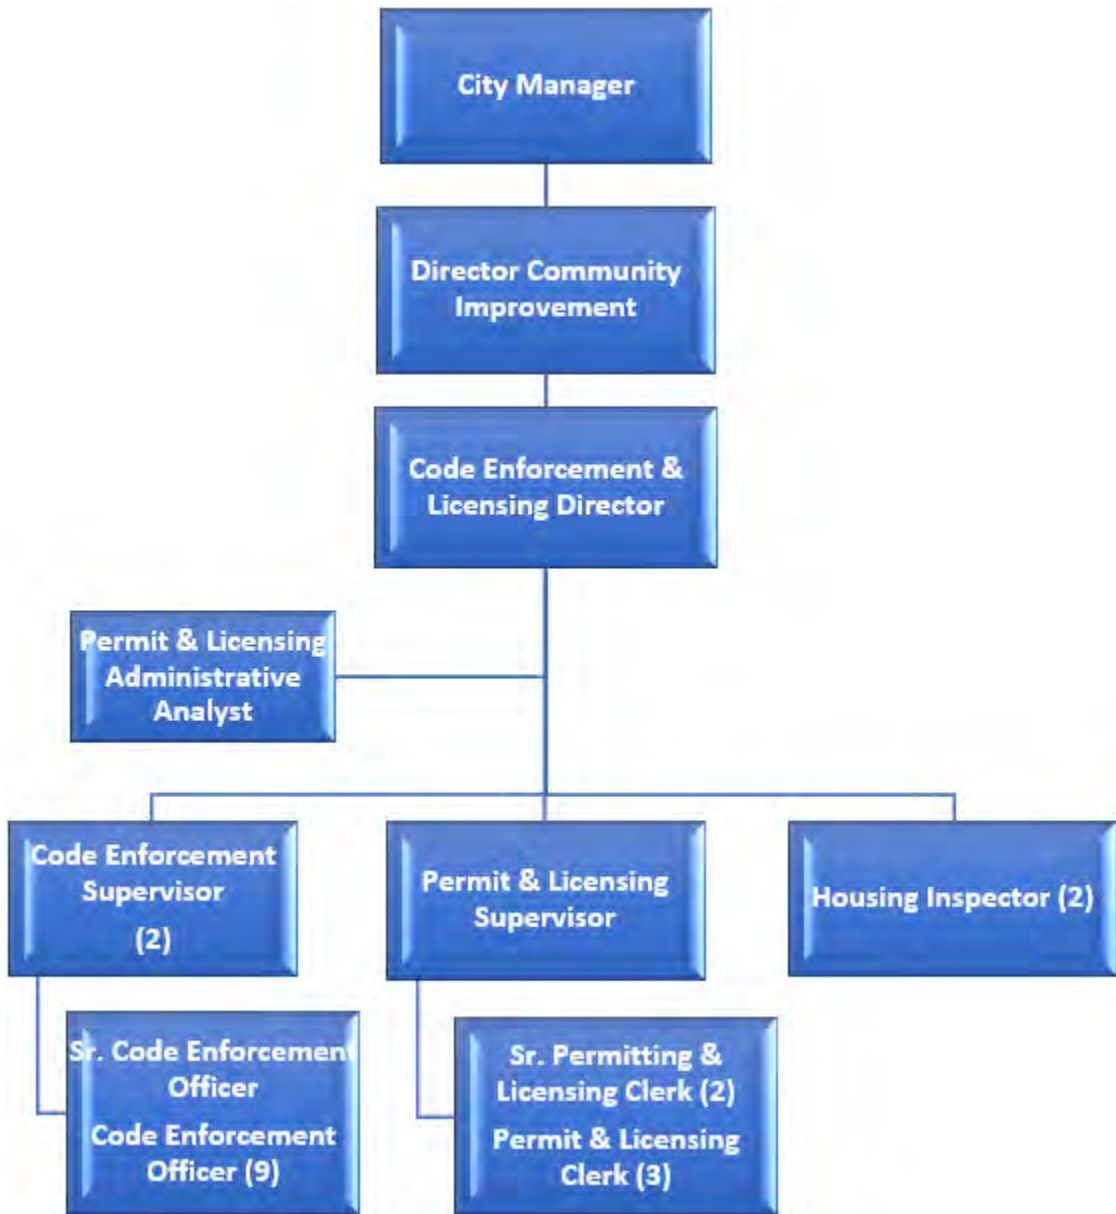 City Manager
Director Community
Improvement
Code Enforcement &
Licensing Director
Permit & Licensing
Administrative
Analyst
Code Enforcement
Supervisor
(2)
Permit & Licensing
Supervisor
Housing Inspector (2)
Sr. Code Enforcement
Officer
Code Enforcement
Officer (9)
Sr. Permitting &
Licensing Clerk (2)
Permit & Licensing
Clerk (3)